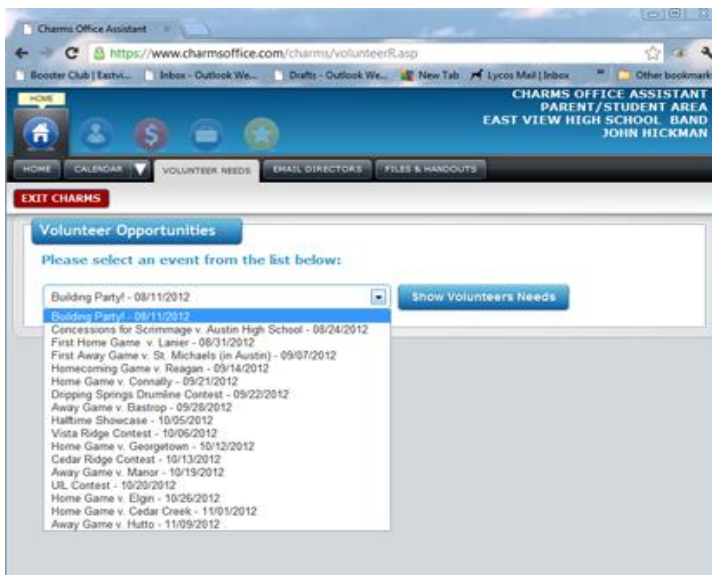 Charms Office Assistant
https://www.charmsoffice.com/charms/volunteerR.asp
Booster Club | Eastvi... Inbox - Outlook We... Drafts - Outlook We... New Tab Lycos Mail | Inbox » Other bookmark
HOME
CHARMS OFFICE ASSISTANT
PARENT/STUDENT AREA
EAST VIEW HIGH SCHOOL BAND
JOHN HICKMAN
HOME CALENDAR VOLUNTEER NEEDS EMAIL DIRECTORS FILES & HANDOUTS
EXIT CHARMS
Volunteer Opportunities
Please select an event from the list below:
Building Party! - 08/11/2012 Show Volunteers Needs
Building Party! - 08/11/2012
Concessions for Scrimmage v. Austin High School - 08/24/2012
First Home Game v. Lanier - 08/31/2012
First Away Game v. St. Michaels (in Austin) - 09/07/2012
Homecoming Game v. Reagan - 09/14/2012
Home Game v. Connally - 09/21/2012
Dripping Springs Drumline Contest - 09/22/2012
Away Game v. Bastrop - 09/28/2012
Halftime Showcase - 10/05/2012
Vista Ridge Contest - 10/06/2012
Home Game v. Georgetown - 10/12/2012
Cedar Ridge Contest - 10/13/2012
Away Game v. Manor - 10/19/2012
UIL Contest - 10/20/2012
Home Game v. Elgin - 10/26/2012
Home Game v. Cedar Creek - 11/01/2012
Away Game v. Hutto - 11/09/2012